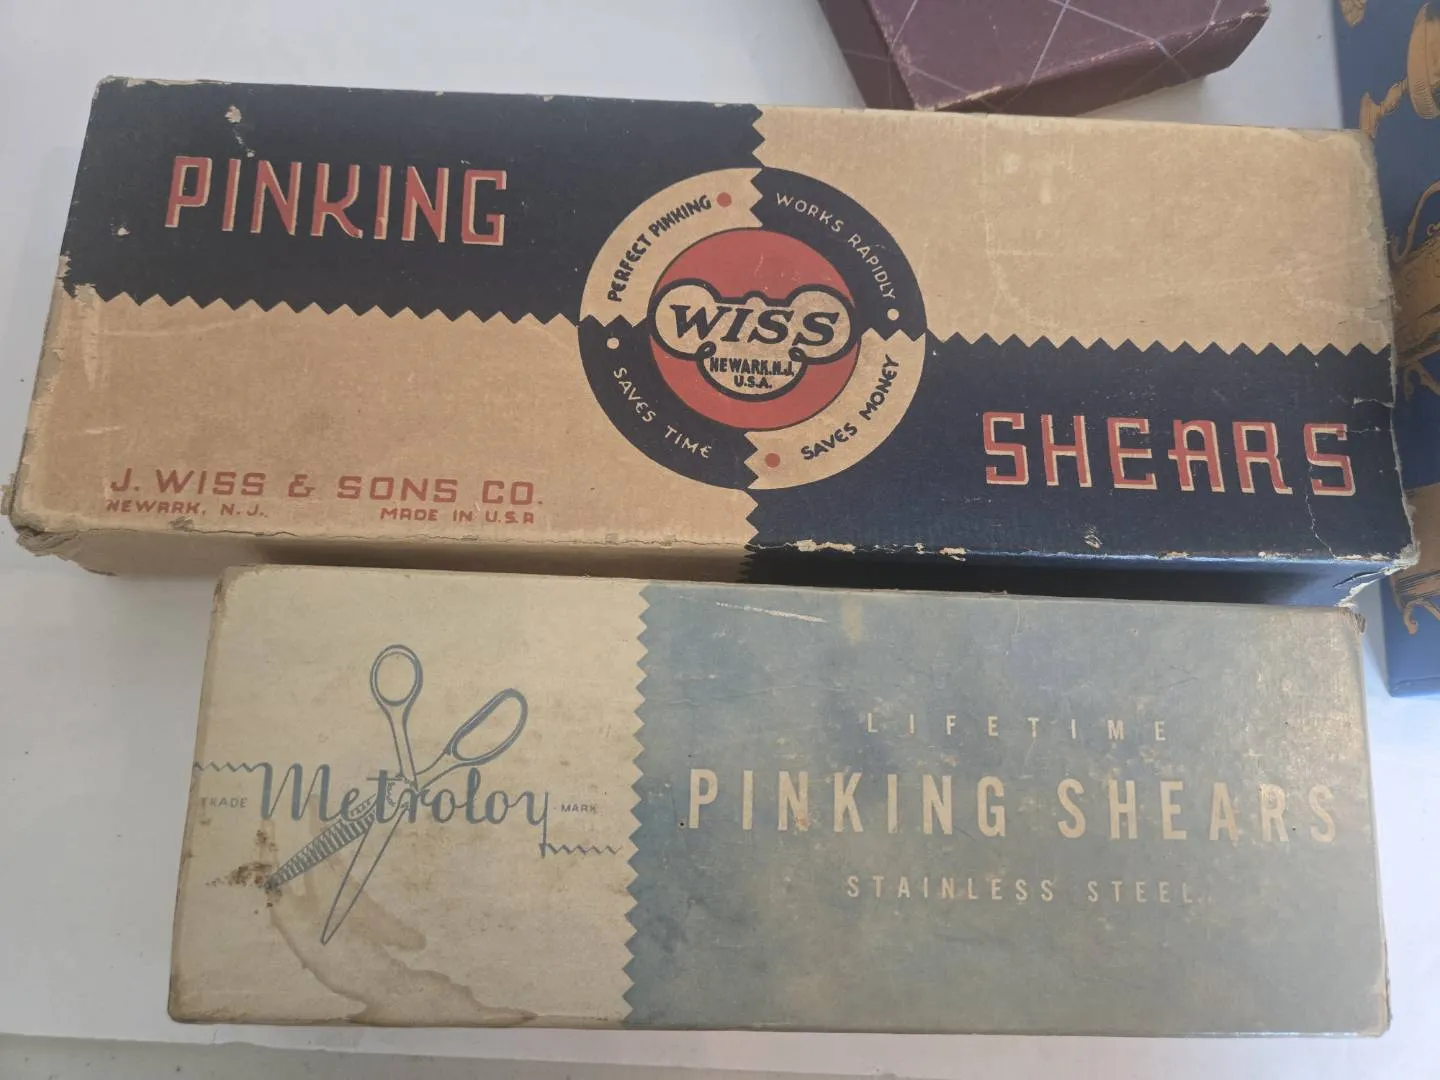 PINKING
PERFECT PINKING
WORKS RAPIDLY
WISS
NEWARK, N.J.
U.S.A.
SAVES TIME
SAVES MONEY
SHEARS
J. WISS & SONS CO.
NEWARK, N. J. MADE IN U.S.A
LIFETIME
TRADE Metroloy MARK
PINKING SHEARS
STAINLESS STEEL